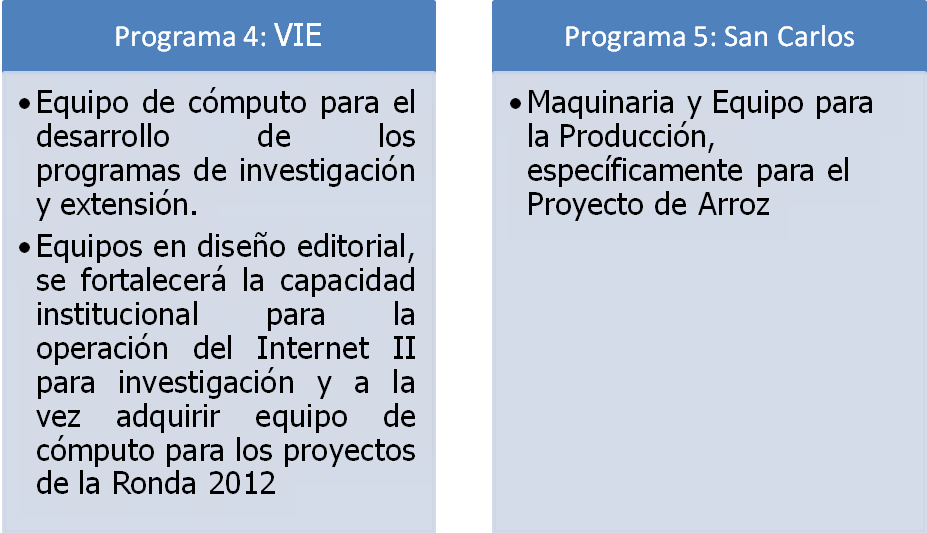 Programa 4: VIE
•Equipo de cómputo para el
desarrollo de los
programas de investigación
y extensión.
•Equipos en diseño editorial,
se fortalecerá la capacidad
institucional para la
operación del Internet II
para investigación y a la
vez adquirir equipo de
cómputo para los proyectos
de la Ronda 2012
Programa 5: San Carlos
•Maquinaria y Equipo para
la Producción,
específicamente para el
Proyecto de Arroz